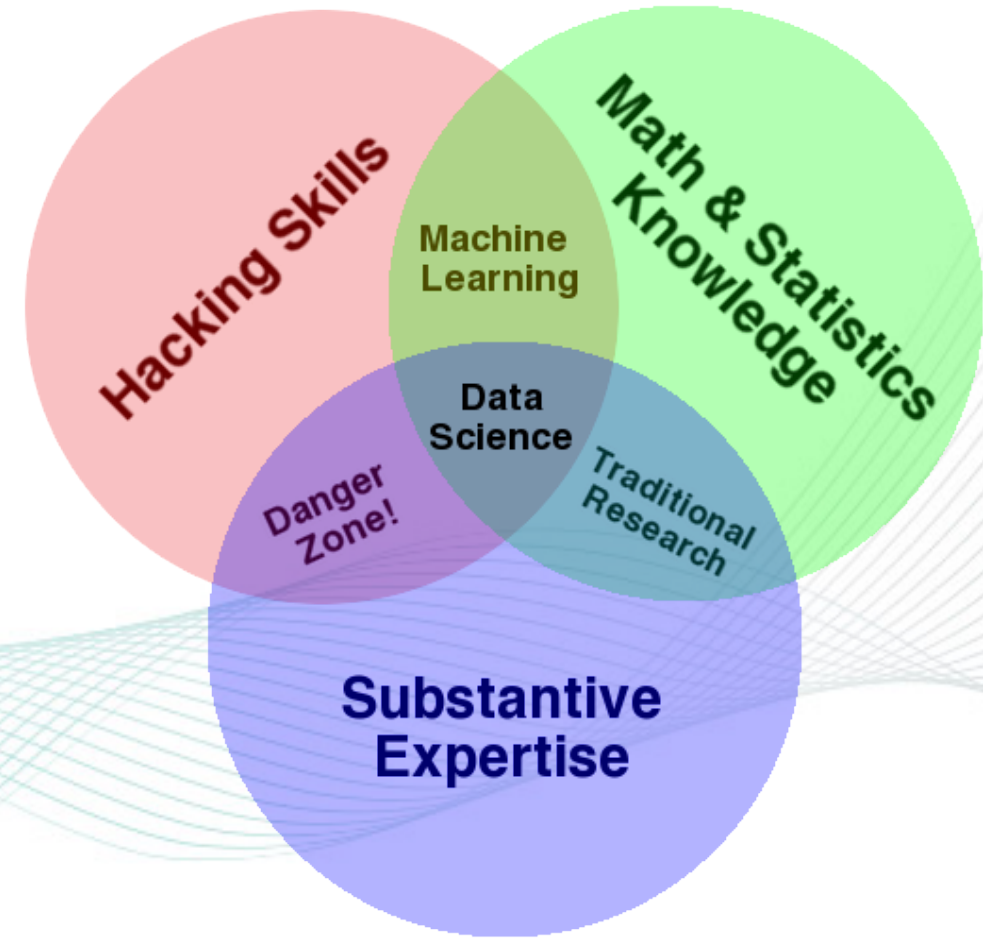 Hacking Skills
Math & Statistics
Knowledge
Machine
Learning
Data
Science
Danger
Zone!
Traditional
Research
Substantive
Expertise